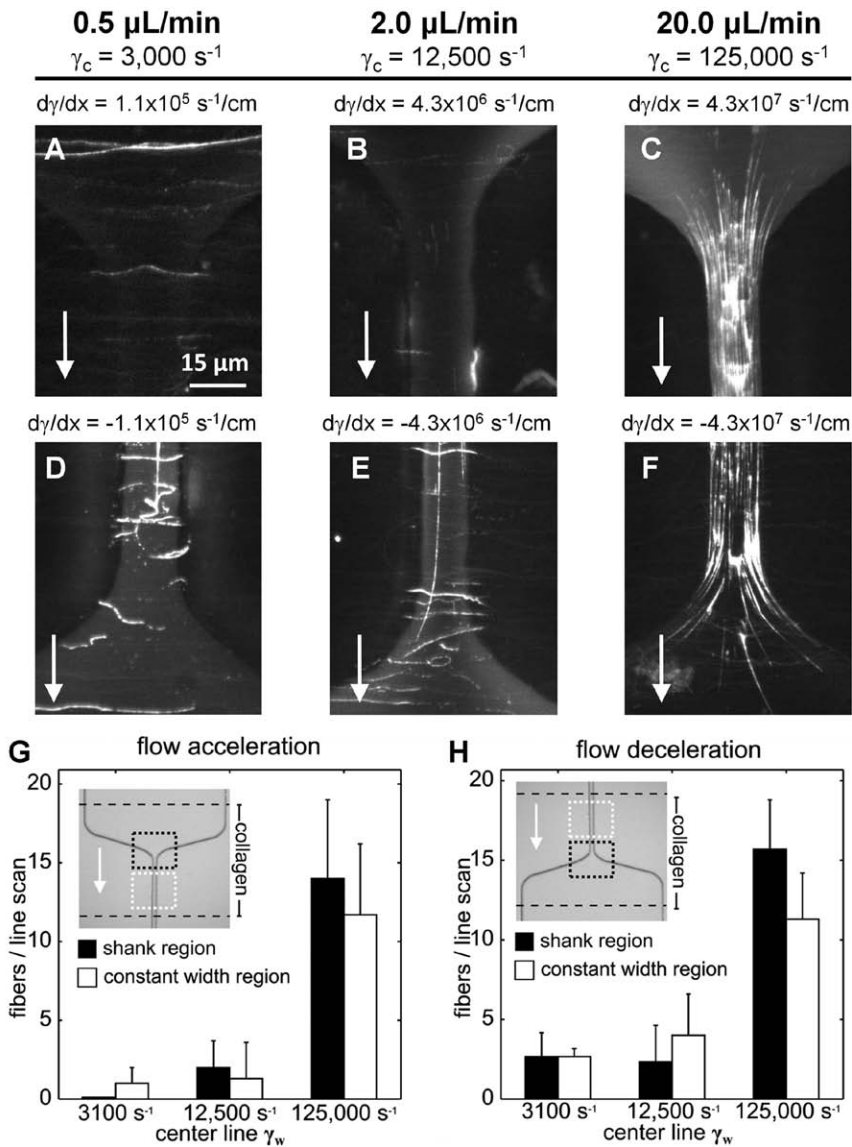 0.5 µL/min 2.0 µL/min 20.0 µL/min
γc = 3,000 s⁻¹ γc = 12,500 s⁻¹ γc = 125,000 s⁻¹
dγ/dx = 1.1x10⁵ s⁻¹/cm dγ/dx = 4.3x10⁶ s⁻¹/cm dγ/dx = 4.3x10⁷ s⁻¹/cm
A B C
15 µm
dγ/dx = -1.1x10⁵ s⁻¹/cm dγ/dx = -4.3x10⁶ s⁻¹/cm dγ/dx = -4.3x10⁷ s⁻¹/cm
D E F
G flow acceleration
fibers / line scan
20
15
10
5
0
collagen
shank region
constant width region
3100 s⁻¹ 12,500 s⁻¹ 125,000 s⁻¹
center line γw
H flow deceleration
fibers / line scan
20
15
10
5
0
collagen
shank region
constant width region
3100 s⁻¹ 12,500 s⁻¹ 125,000 s⁻¹
center line γw